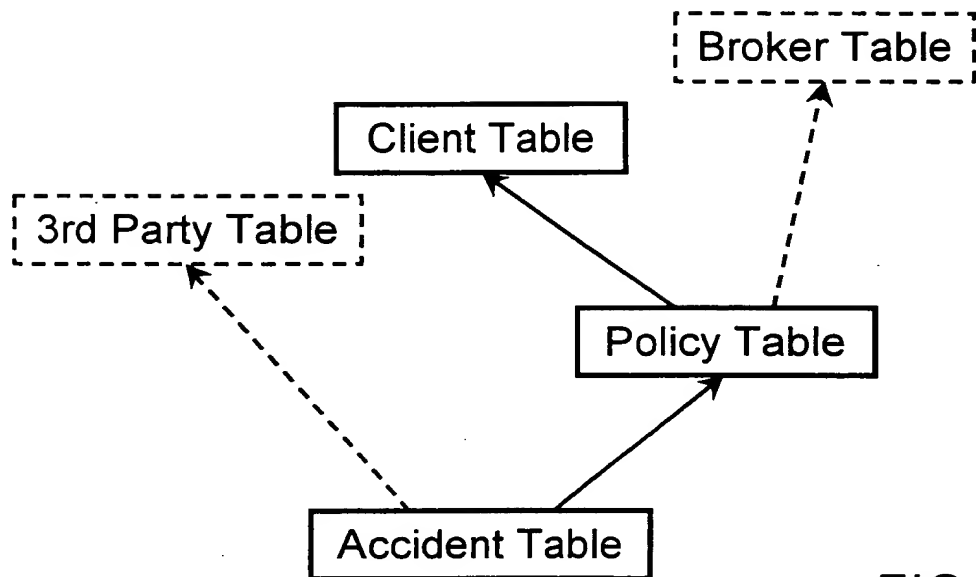 Broker Table
Client Table
3rd Party Table
Policy Table
Accident Table